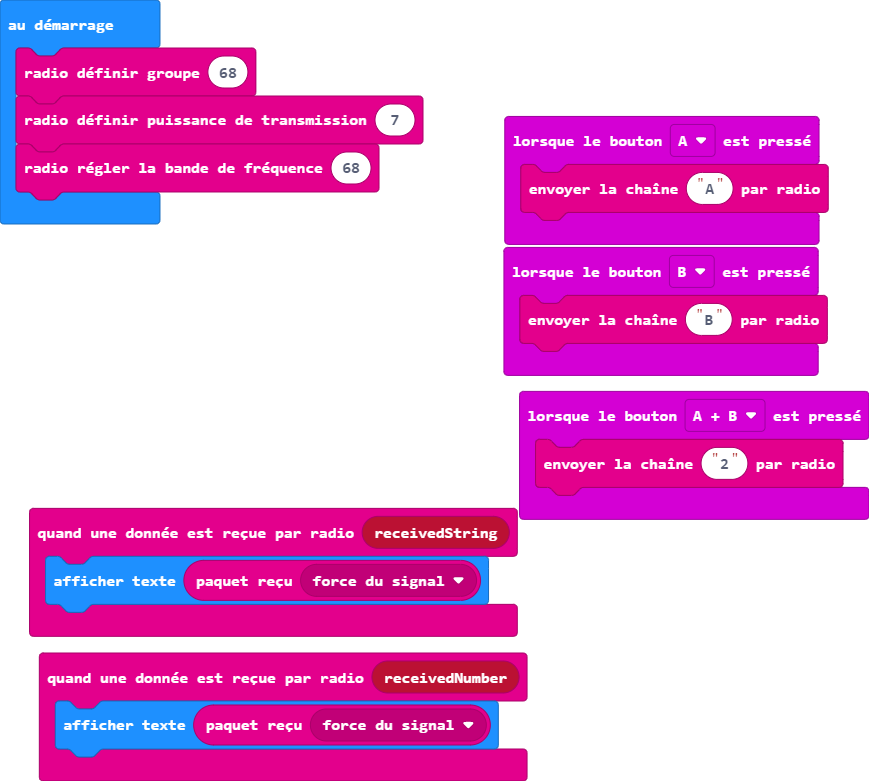 au démarrage
radio définir groupe 68
radio définir puissance de transmission 7
radio régler la bande de fréquence 68
lorsque le bouton A est pressé
envoyer la chaîne "A" par radio
lorsque le bouton B est pressé
envoyer la chaîne "B" par radio
lorsque le bouton A + B est pressé
envoyer la chaîne "2" par radio
quand une donnée est reçue par radio receivedString
afficher texte paquet reçu force du signal
quand une donnée est reçue par radio receivedNumber
afficher texte paquet reçu force du signal